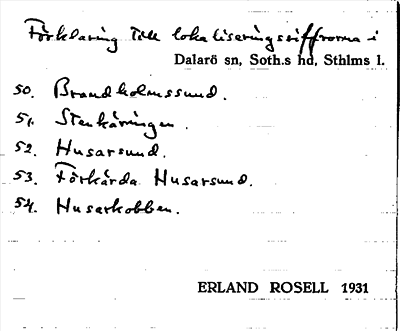 Förklaring till lokaliseringssiffrorna i
Dalarö sn, Soth.s hd, Sthlms l.
50. Brandholmssund.
51. Stenkäringen.
52. Husarsund.
53. Förkärda Husarsund.
54. Husarkobben.
ERLAND ROSELL 1931